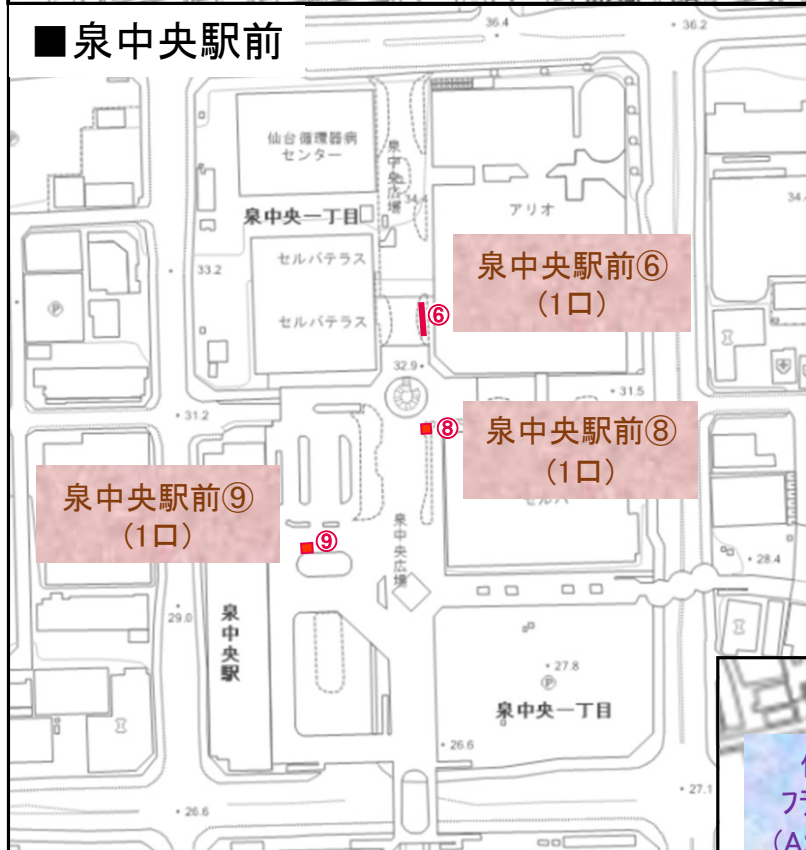 ■泉中央駅前
36.4
36.2
仙台循環器病
センター
泉中央広場
34.4
アリオ
34.
泉中央一丁目
セルバテラス
33.2
泉中央駅前⑥
(1口)
セルバテラス
⑥
32.9
31.5
31.2
⑧
泉中央駅前⑧
(1口)
泉中央駅前⑨
(1口)
泉中央広場
⑨
28.4
29.0
泉中央駅
27.8
Ⓟ
泉中央一丁目
26.6
27.1
26.6
フラ
(A